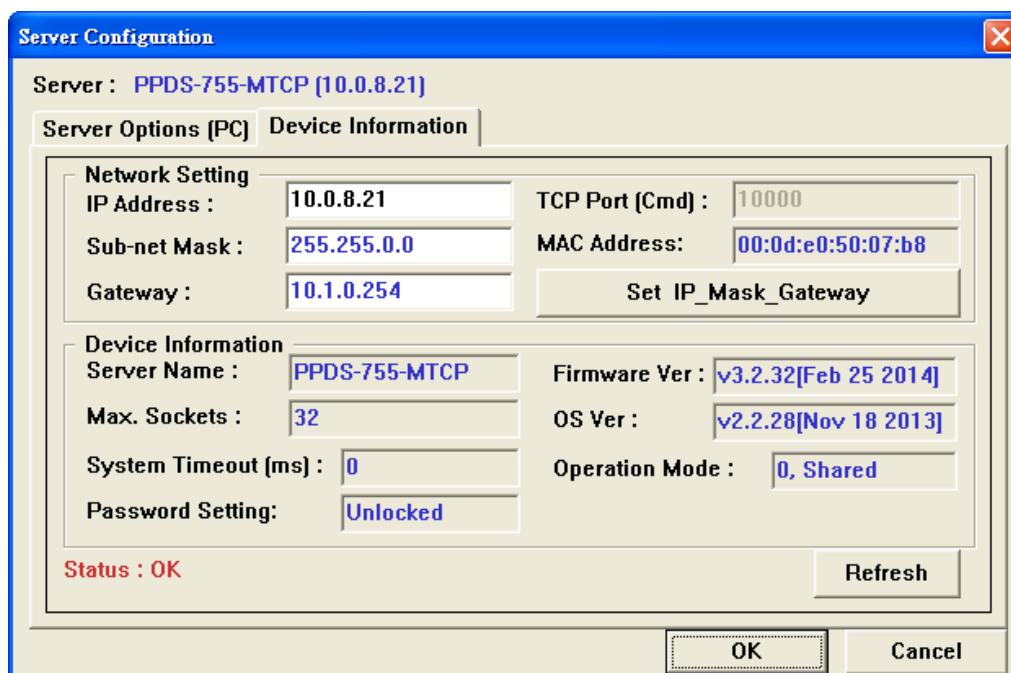 Server Configuration
Server : PPDS-755-MTCP (10.0.8.21)
Server Options (PC) Device Information
Network Setting
IP Address : 10.0.8.21 TCP Port (Cmd) : 10000
Sub-net Mask : 255.255.0.0 MAC Address: 00:0d:e0:50:07:b8
Gateway : 10.1.0.254 Set IP_Mask_Gateway
Device Information
Server Name : PPDS-755-MTCP Firmware Ver : v3.2.32[Feb 25 2014]
Max. Sockets : 32 OS Ver : v2.2.28[Nov 18 2013]
System Timeout (ms) : 0 Operation Mode : 0, Shared
Password Setting: Unlocked
Status : OK Refresh
OK Cancel